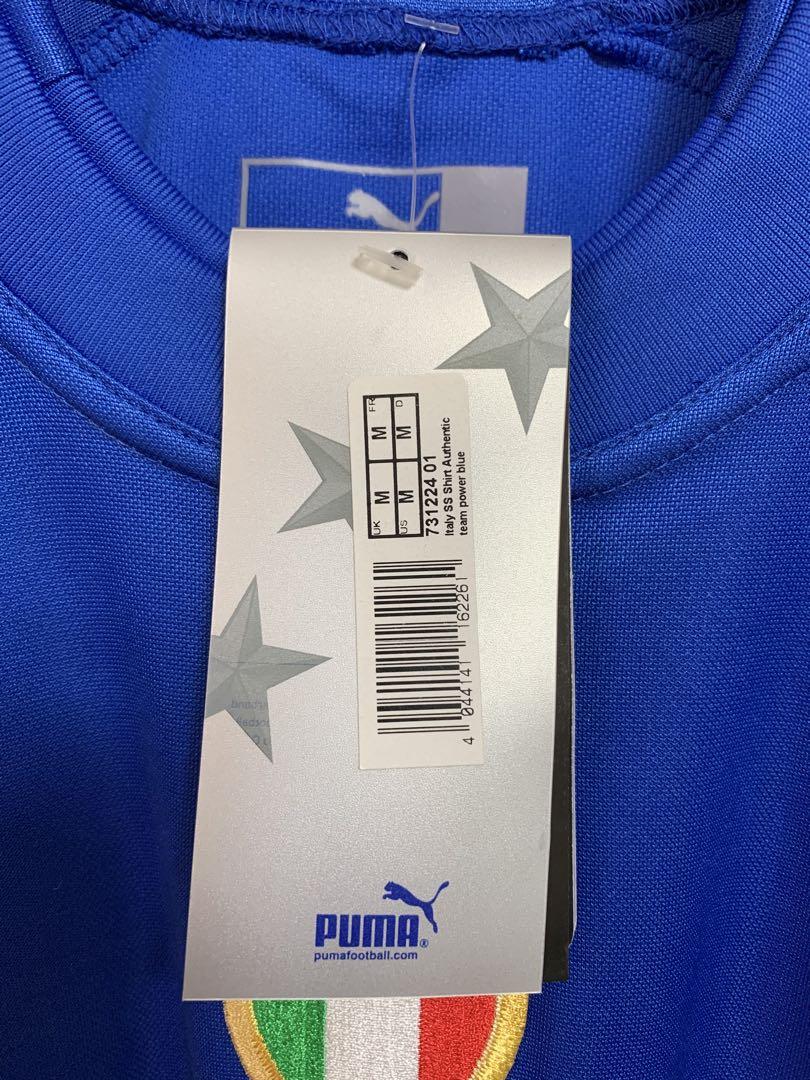 UK M
FR M
US M
D M
731224 01
Italy SS Shirt Authentic
team power blue
4 044141 162261
PUMA®
pumafootball.com